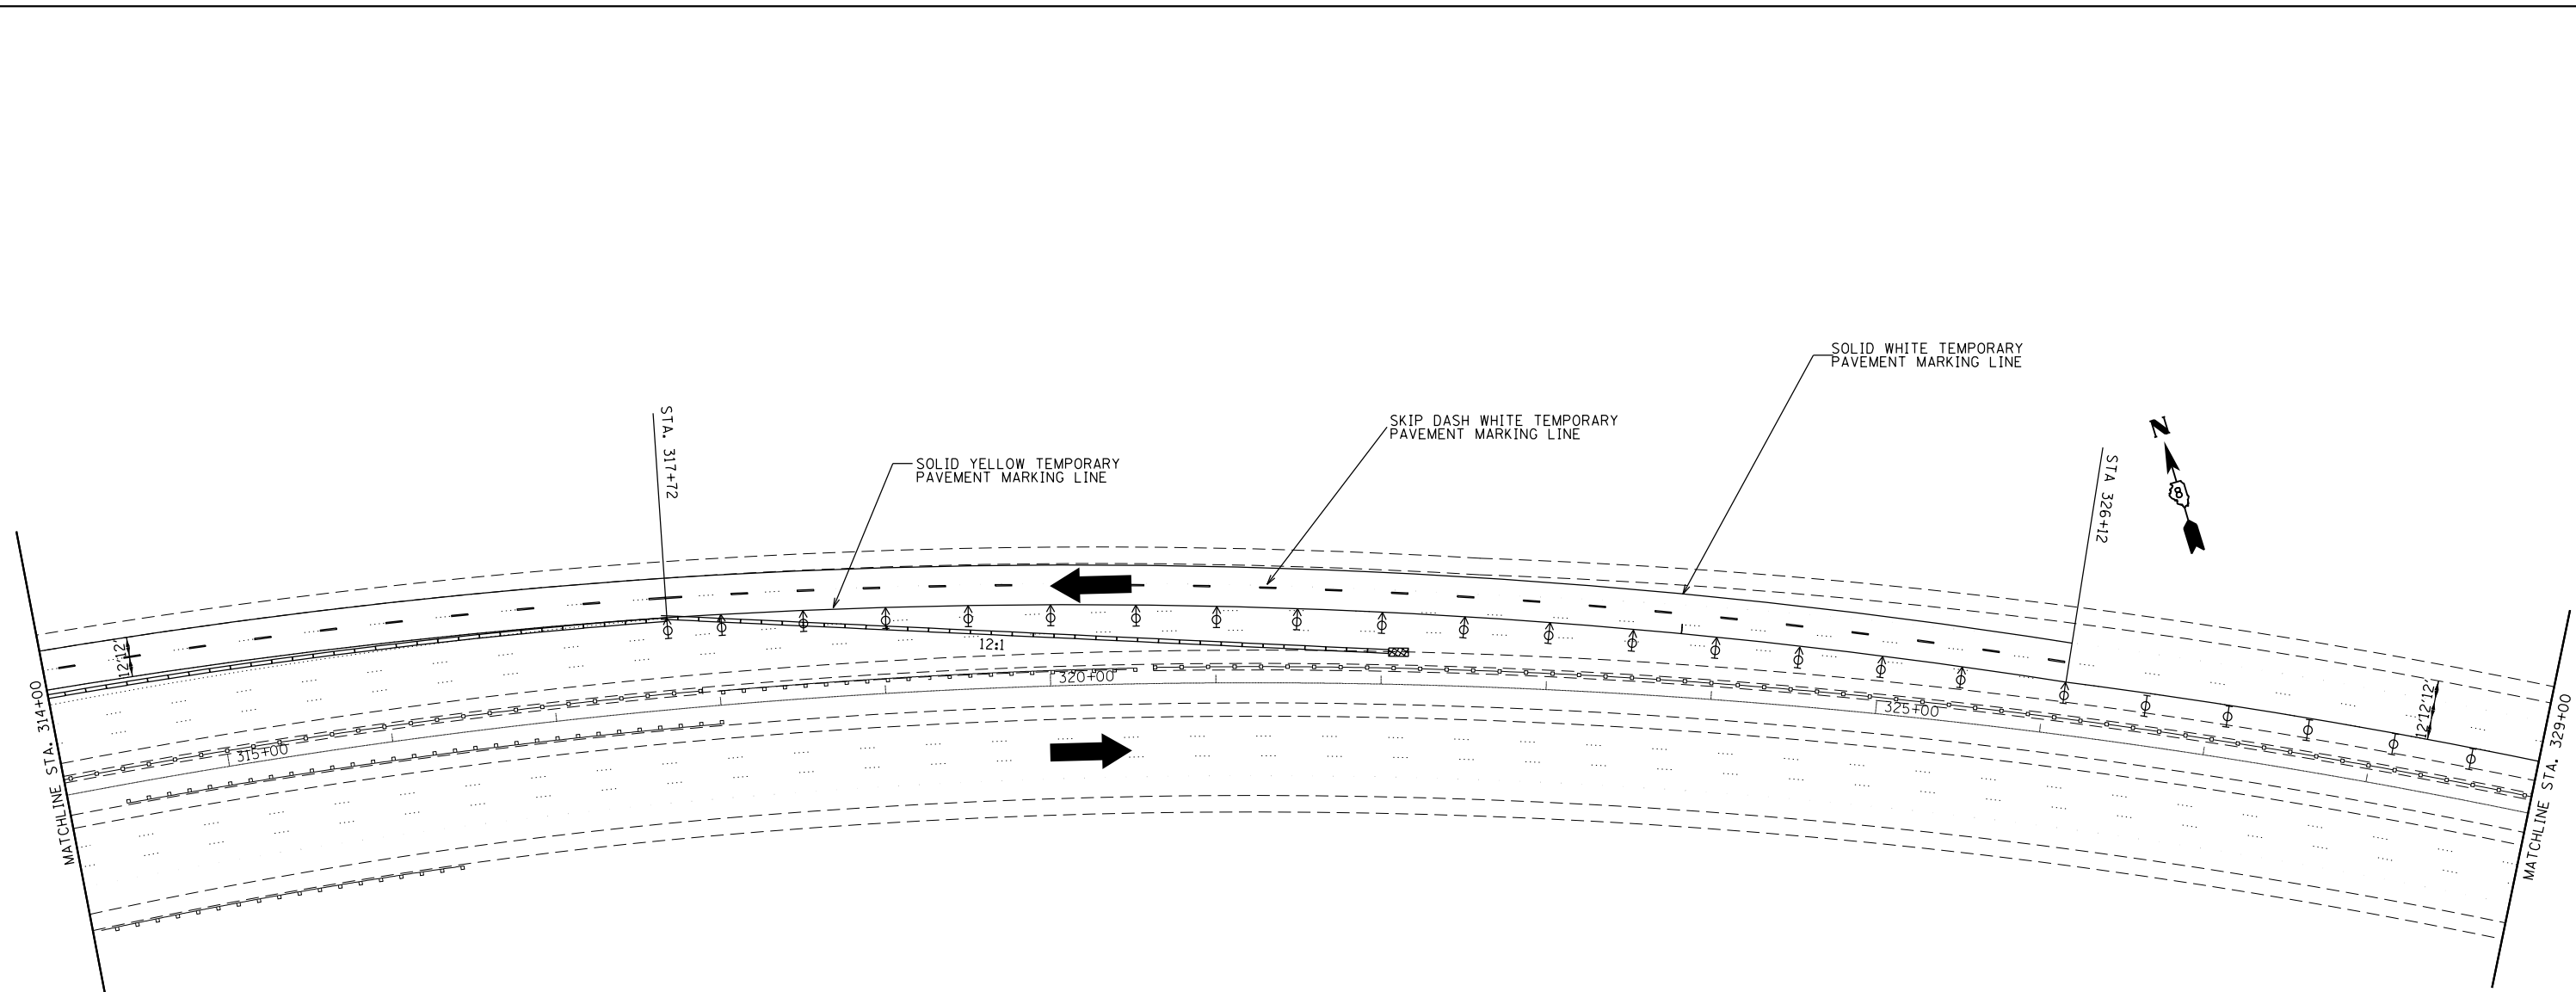 SOLID WHITE TEMPORARY
PAVEMENT MARKING LINE
SKIP DASH WHITE TEMPORARY
PAVEMENT MARKING LINE
SOLID YELLOW TEMPORARY
PAVEMENT MARKING LINE
STA. 317+72
STA 326+12
N
8
12'12'
12:1
12'12'12'
315+00
320+00
325+00
MATCHLINE STA. 314+00
MATCHLINE STA. 329+00